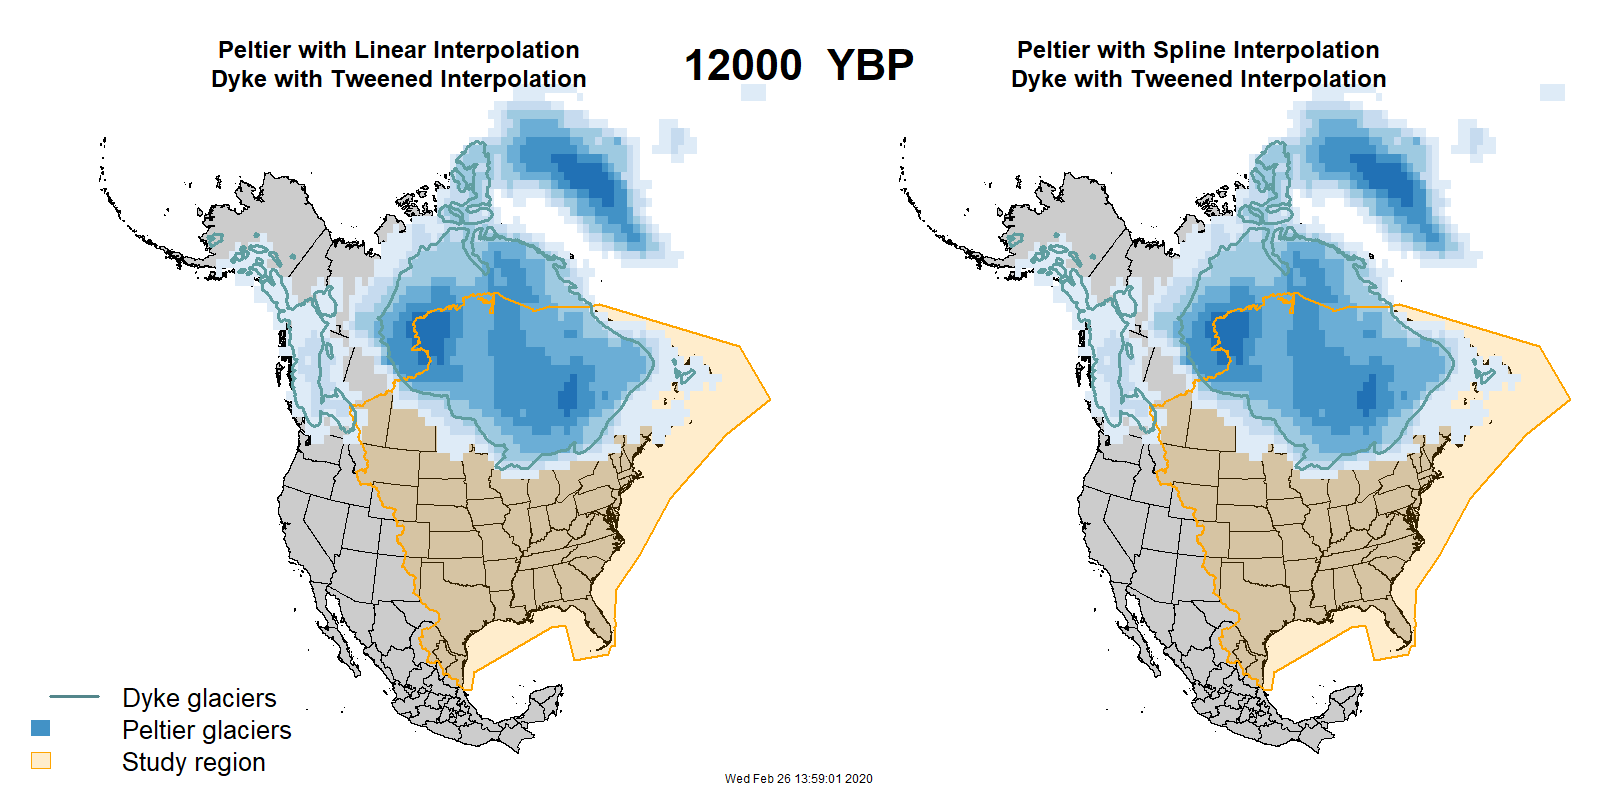 Peltier with Linear Interpolation
Dyke with Tweened Interpolation
12000 YBP
Peltier with Spline Interpolation
Dyke with Tweened Interpolation
Dyke glaciers
Peltier glaciers
Study region
Wed Feb 26 13:59:01 2020